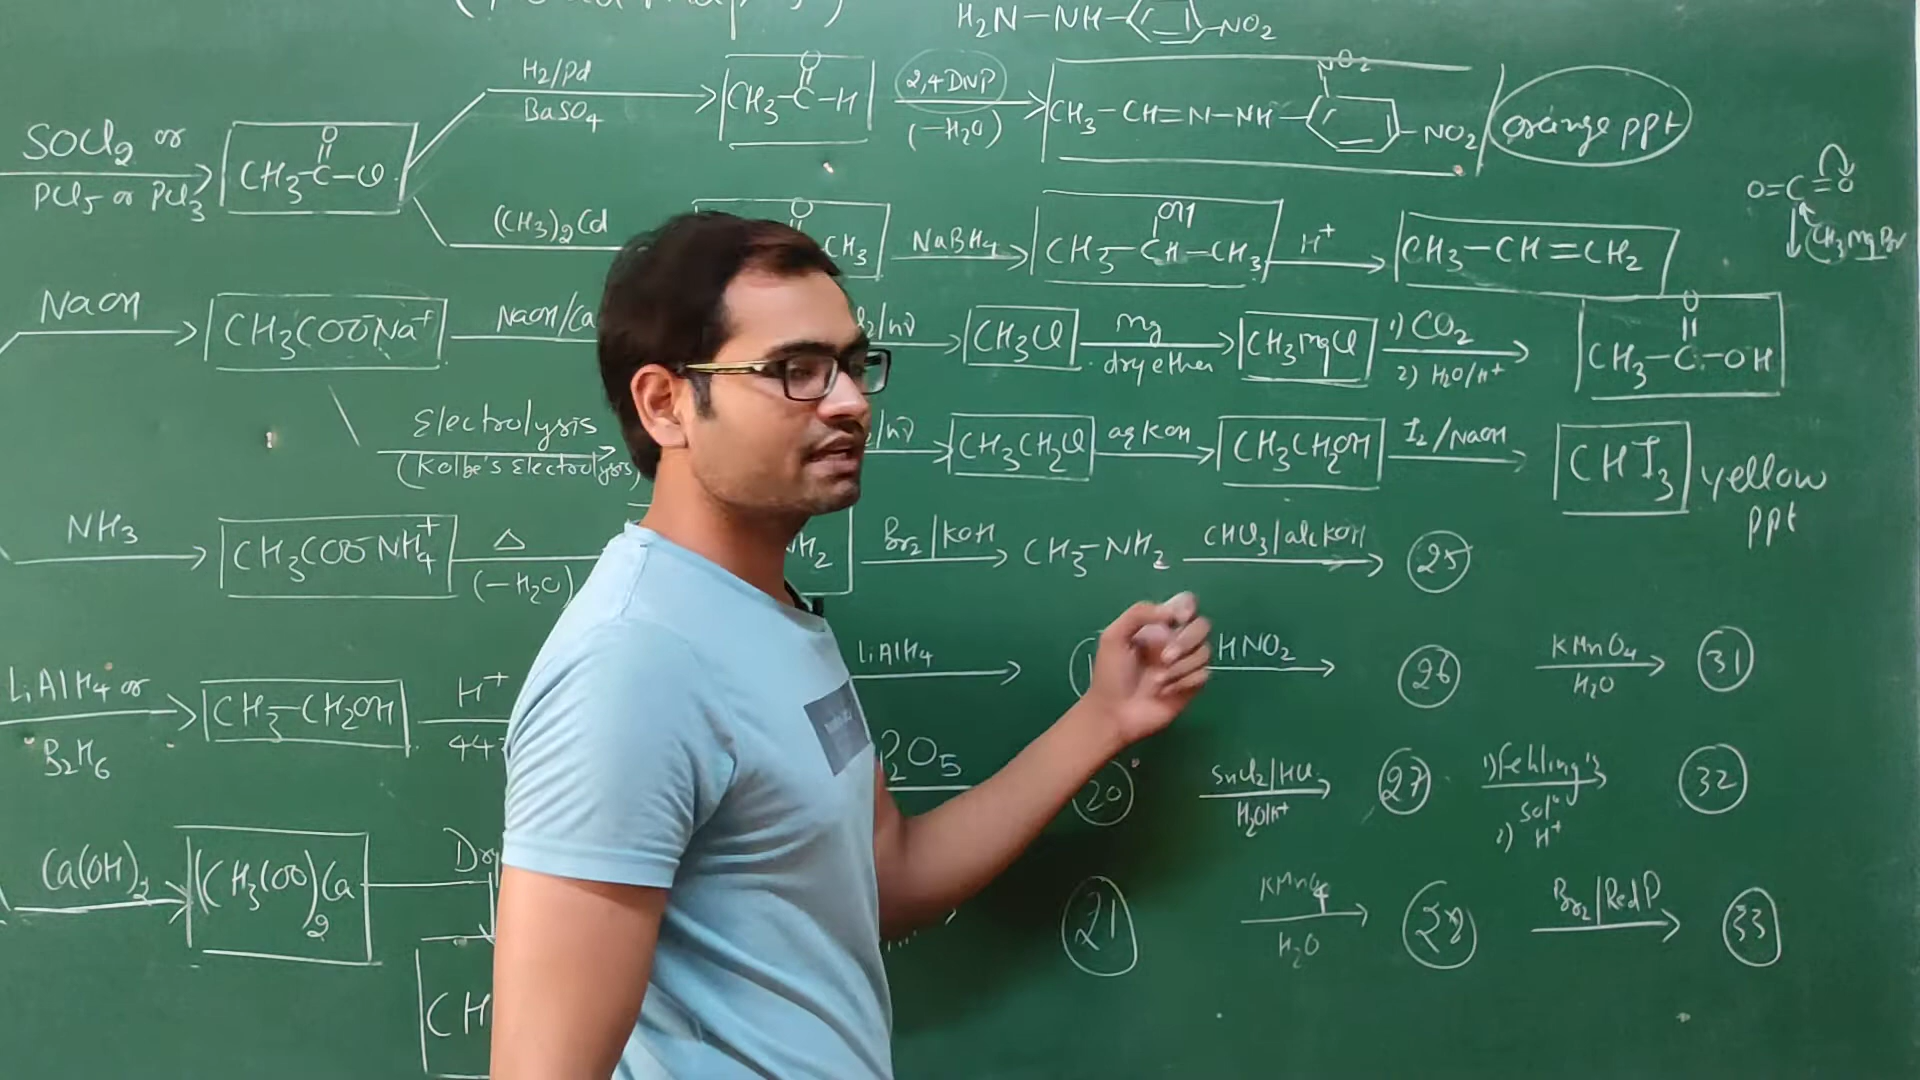 H2N-NH- -NO2
SOCl2 or
PCl5 or PCl3
O
CH3-C-Cl
H2/Pd
BaSO4
O
CH3-C-H
2,4 DNP
(-H2O)
CH3-CH=N-NH- -NO2
NO2
orange ppt
O=C=O
CH3MgBr
(CH3)2Cd
O
CH3
NaBH4
OH
CH3-CH-CH3
H+
CH3-CH=CH2
NaOH
CH3COO-Na+
NaOH/Ca
2/hν
CH3Cl
Mg
dry ether
CH3MgCl
1) CO2
2) H2O/H+
O
CH3-C-OH
Electrolysis
(Kolbe's Electrolysis)
/hν
CH3CH2Cl
aq KOH
CH3CH2OH
I2/NaOH
CHI3
yellow
ppt
NH3
CH3COO-NH4+
△
(-H2O)
NH2
Br2/KOH
CH3-NH2
CHCl3/alc KOH
25
LiAlH4 or
B2H6
CH3-CH2OH
H+
443
LiAlH4
HNO2
26
KMnO4
H2O
31
P2O5
20
SnCl2/HCl
H2O/H+
27
1) Fehling's
solⁿ
2) H+
32
Ca(OH)2
(CH3COO)2Ca
Dry
CH
21
KMnO4
H2O
28
Br2/Red P
33